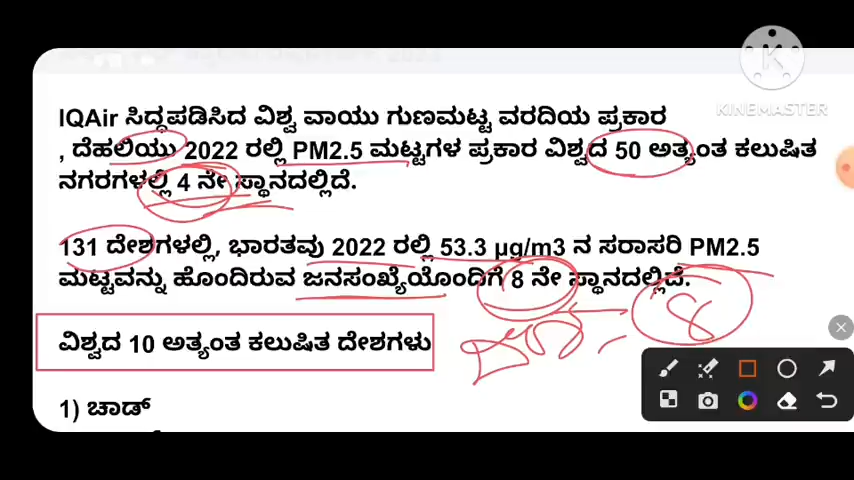 KINEMASTER
IQAir ಸಿದ್ಧಪಡಿಸಿದ ವಿಶ್ವ ವಾಯು ಗುಣಮಟ್ಟ ವರದಿಯ ಪ್ರಕಾರ
, ದೆಹಲಿಯು 2022 ರಲ್ಲಿ PM2.5 ಮಟ್ಟಗಳ ಪ್ರಕಾರ ವಿಶ್ವದ 50 ಅತ್ಯಂತ ಕಲುಷಿತ
ನಗರಗಳಲ್ಲಿ 4 ನೇ ಸ್ಥಾನದಲ್ಲಿದೆ.
131 ದೇಶಗಳಲ್ಲಿ, ಭಾರತವು 2022 ರಲ್ಲಿ 53.3 μg/m3 ನ ಸರಾಸರಿ PM2.5
ಮಟ್ಟವನ್ನು ಹೊಂದಿರುವ ಜನಸಂಖ್ಯೆಯೊಂದಿಗೆ 8 ನೇ ಸ್ಥಾನದಲ್ಲಿದೆ.
8
ವಿಶ್ವದ 10 ಅತ್ಯಂತ ಕಲುಷಿತ ದೇಶಗಳು
1) ಚಾಡ್